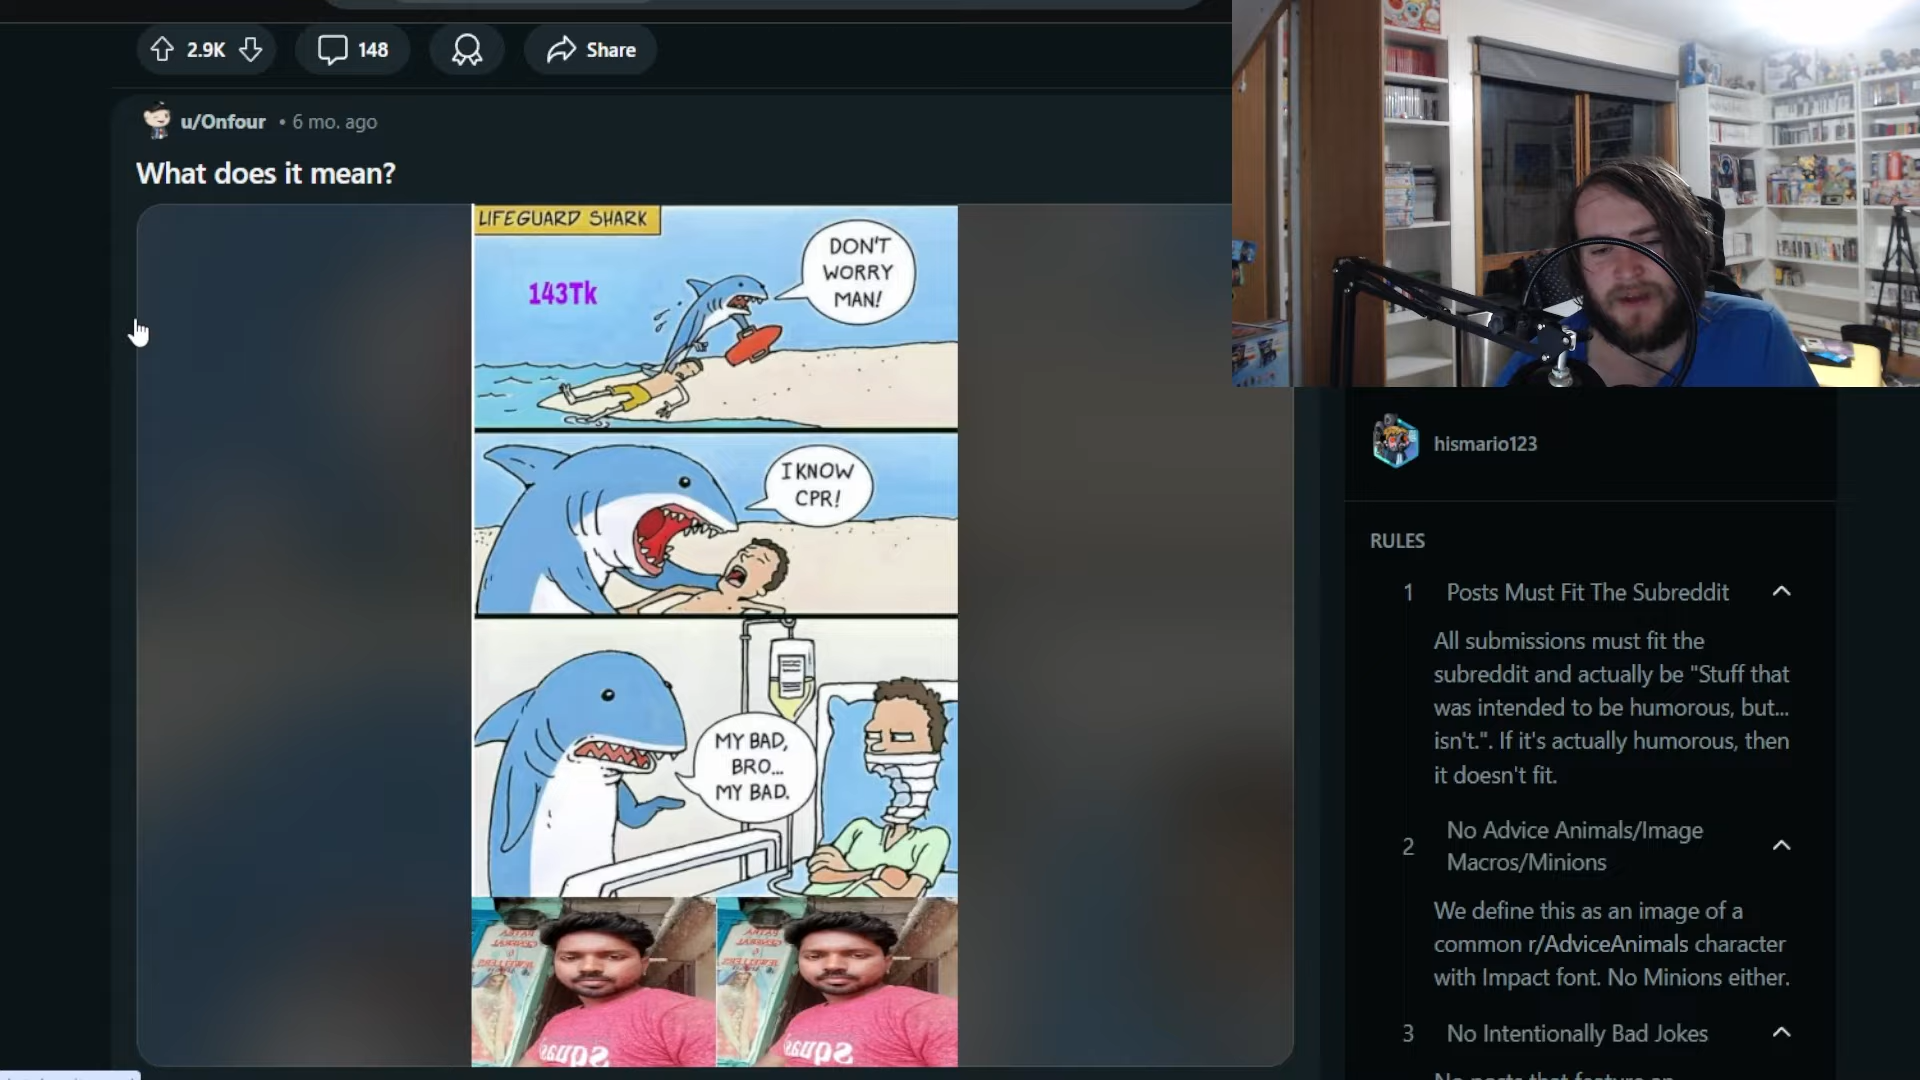 2.9K
148
Share
u/Onfour
• 6 mo. ago
What does it mean?
LIFEGUARD SHARK
143Tk
DON'T
WORRY
MAN!
I KNOW
CPR!
MY BAD,
BRO...
MY BAD.
hismario123
RULES
1 Posts Must Fit The Subreddit
All submissions must fit the
subreddit and actually be "Stuff that
was intended to be humorous, but...
isn't.". If it's actually humorous, then
it doesn't fit.
2 No Advice Animals/Image
Macros/Minions
We define this as an image of a
common r/AdviceAnimals character
with Impact font. No Minions either.
3 No Intentionally Bad Jokes